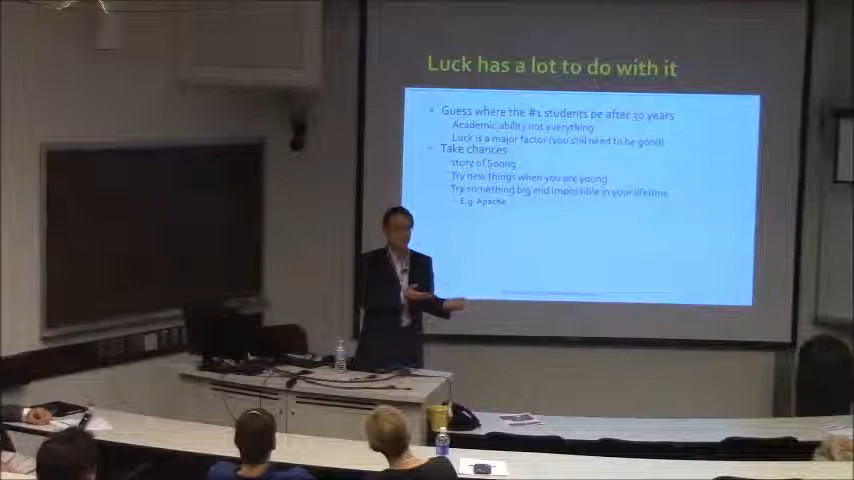 Luck has a lot to do with it
Guess where the #1 students be after 30 years
Academic ability not everything
Luck is a major factor (you still need to be good)
Take chances
story of Soong
Try new things when you are young
Try something big and impossible in your lifetime
E.g. Apache